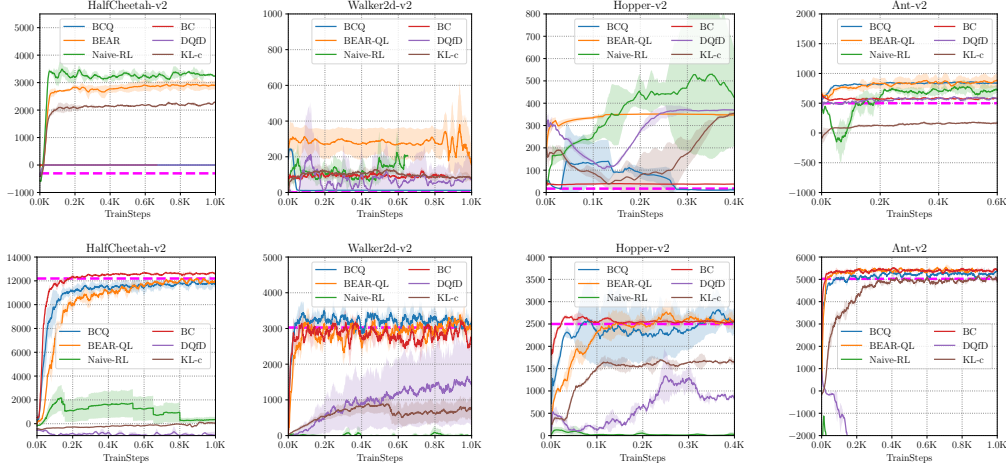 HalfCheetah-v2
5000
4000
3000
2000
1000
0
−1000
0.0K 0.2K 0.4K 0.6K 0.8K 1.0K
TrainSteps
BCQ BC
BEAR DQfD
Naive-RL KL-c
Walker2d-v2
1000
800
600
400
200
0
0.0K 0.2K 0.4K 0.6K 0.8K 1.0K
TrainSteps
BCQ BC
BEAR-QL DQfD
Naive-RL KL-c
Hopper-v2
800
700
600
500
400
300
200
100
0
0.0K 0.1K 0.2K 0.3K 0.4K
TrainSteps
BCQ BC
BEAR-QL DQfD
Naive-RL KL-c
Ant-v2
2000
1500
1000
500
0
−500
−1000
0.0K 0.2K 0.4K 0.6K
TrainSteps
BCQ BC
BEAR-QL DQfD
Naive-RL KL-c
HalfCheetah-v2
14000
12000
10000
8000
6000
4000
2000
0
0.0K 0.2K 0.4K 0.6K 0.8K 1.0K
TrainSteps
BCQ BC
BEAR-QL DQfD
Naive-RL KL-c
Walker2d-v2
5000
4000
3000
2000
1000
0
0.0K 0.2K 0.4K 0.6K 0.8K 1.0K
TrainSteps
BCQ BC
BEAR-QL DQfD
Naive-RL KL-c
Hopper-v2
4000
3500
3000
2500
2000
1500
1000
500
0
0.0K 0.1K 0.2K 0.3K 0.4K
TrainSteps
BCQ BC
BEAR-QL DQfD
Naive-RL KL-c
Ant-v2
6000
5000
4000
3000
2000
1000
0
−1000
−2000
0.0K 0.2K 0.4K 0.6K 0.8K 1.0K
TrainSteps
BCQ BC
BEAR-QL DQfD
Naive-RL KL-c